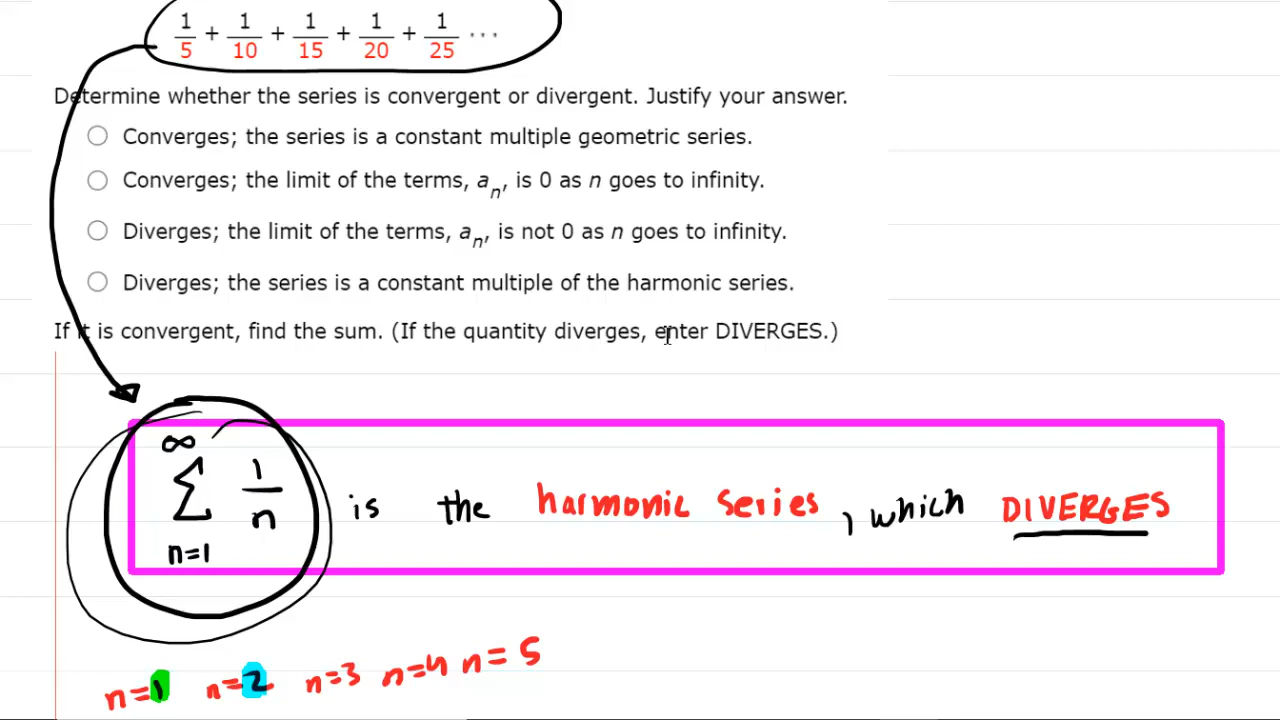 1/5 + 1/10 + 1/15 + 1/20 + 1/25 ...
Determine whether the series is convergent or divergent. Justify your answer.
Converges; the series is a constant multiple geometric series.
Converges; the limit of the terms, a_n, is 0 as n goes to infinity.
Diverges; the limit of the terms, a_n, is not 0 as n goes to infinity.
Diverges; the series is a constant multiple of the harmonic series.
If it is convergent, find the sum. (If the quantity diverges, enter DIVERGES.)
∞
Σ 1/n is the harmonic series, which DIVERGES
n=1
n=1 n=2 n=3 n=4 n=5